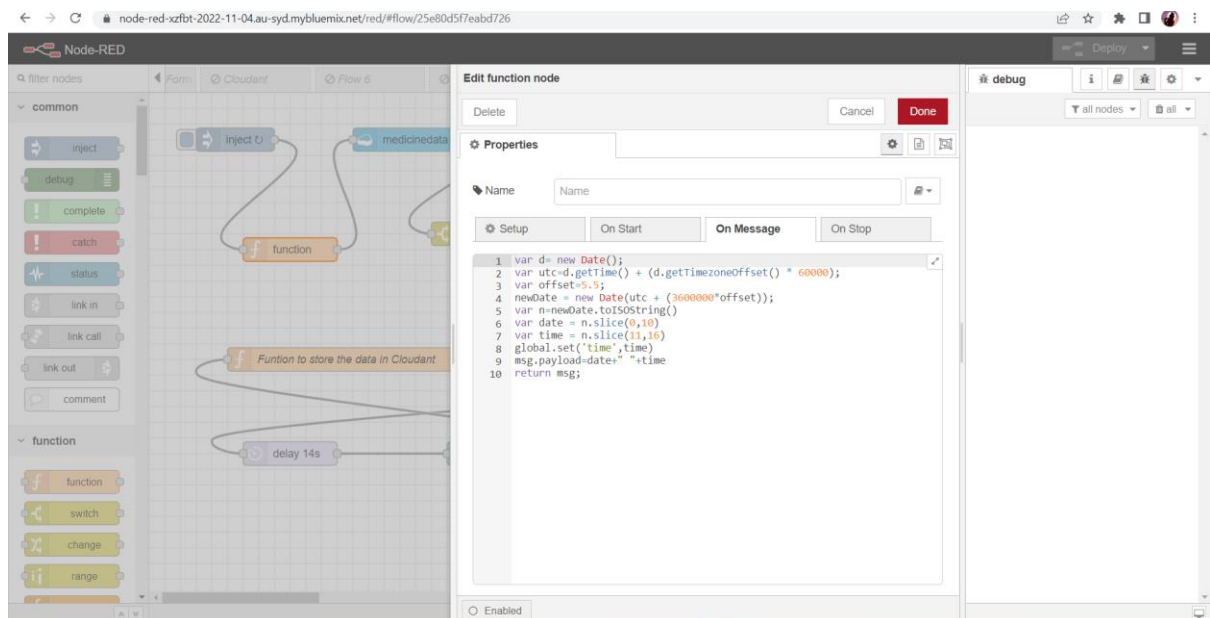 node-red-xzfbt-2022-11-04.au-syd.mybluemix.net/red/#flow/25e80d5f7eabd726
Node-RED
Deploy
filter nodes
Form
Cloudant
Flow 6
Edit function node
debug
i
common
Delete
Cancel
Done
all nodes
all
inject
inject
medicinedata
Properties
debug
Name
Name
complete
Setup
On Start
On Message
On Stop
catch
function
status
1 var d= new Date();
2 var utc=d.getTime() + (d.getTimezoneOffset() * 60000);
3 var offset=5.5;
4 newDate = new Date(utc + (3600000*offset));
5 var n=newDate.toISOString()
6 var date = n.slice(0,10)
7 var time = n.slice(11,16)
8 global.set('time',time)
9 msg.payload=date+" "+time
10 return msg;
link in
link call
Funtion to store the data in Cloudant
link out
comment
function
delay 14s
function
switch
change
range
Enabled